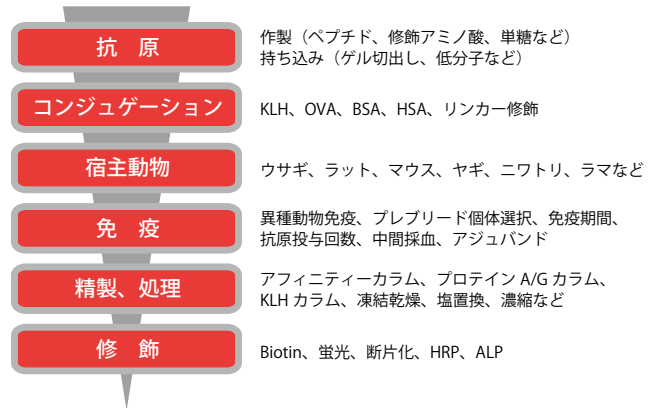 抗　原
作製（ペプチド、修飾アミノ酸、単糖など）
持ち込み（ゲル切出し、低分子など）
コンジュゲーション
KLH、OVA、BSA、HSA、リンカー修飾
宿主動物
ウサギ、ラット、マウス、ヤギ、ニワトリ、ラマなど
免　疫
異種動物免疫、プレブリード個体選択、免疫期間、
抗原投与回数、中間採血、アジュバンド
精製、処理
アフィニティーカラム、プロテイン A/G カラム、
KLH カラム、凍結乾燥、塩置換、濃縮など
修　飾
Biotin、蛍光、断片化、HRP、ALP